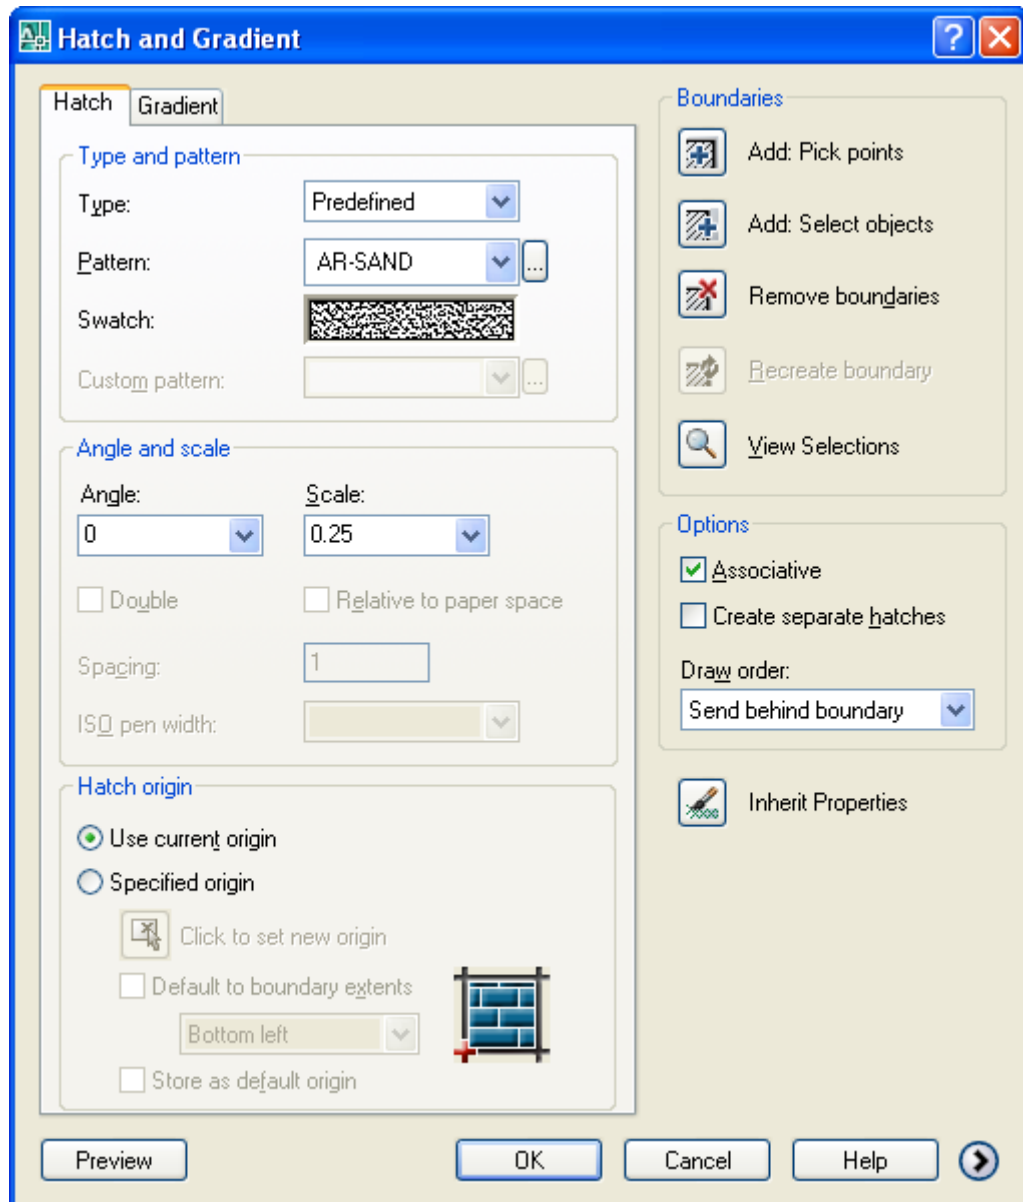 Hatch and Gradient
Hatch Gradient
Type and pattern
Type: Predefined
Pattern: AR-SAND ...
Swatch:
Custom pattern: ...
Angle and scale
Angle: Scale:
0 0.25
Double Relative to paper space
Spacing: 1
ISO pen width:
Hatch origin
Use current origin
Specified origin
Click to set new origin
Default to boundary extents
Bottom left
Store as default origin
Boundaries
Add: Pick points
Add: Select objects
Remove boundaries
Recreate boundary
View Selections
Options
Associative
Create separate hatches
Draw order:
Send behind boundary
Inherit Properties
Preview OK Cancel Help